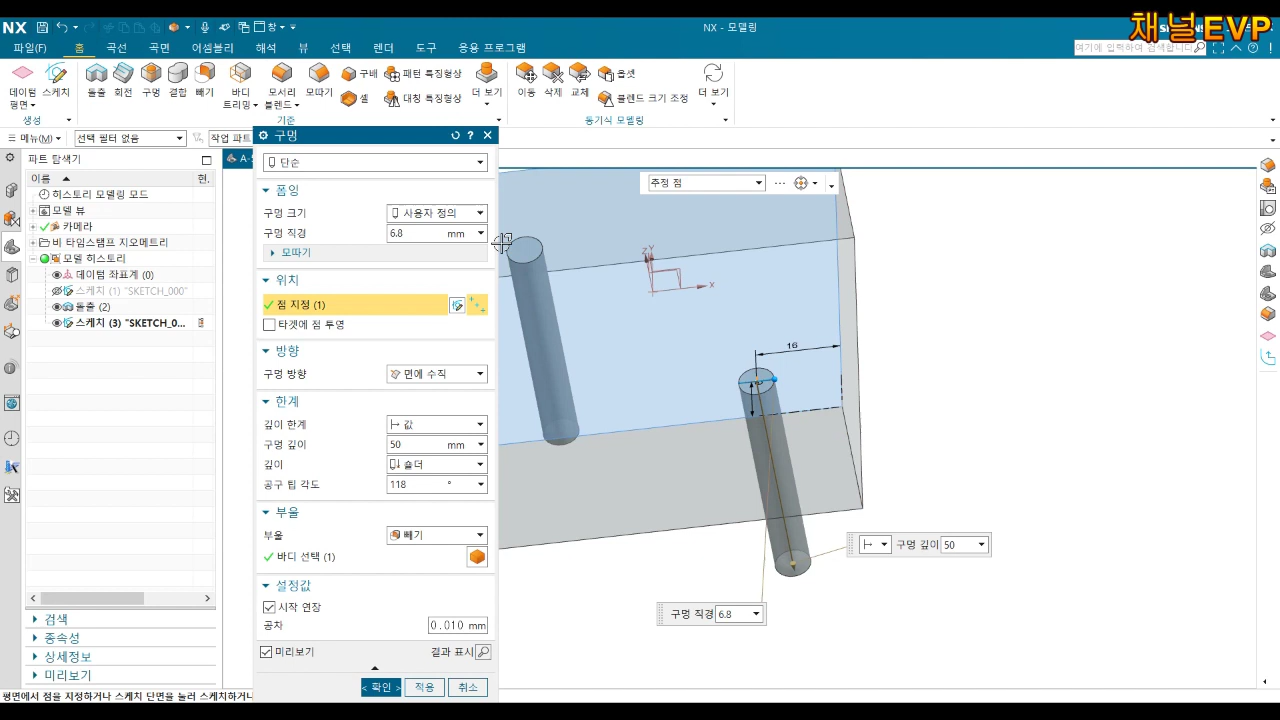 채널EVP
NX
창
NX - 모델링
파일(F) 홈 곡선 곡면 어셈블리 해석 뷰 선택 렌더 도구 응용 프로그램
여기에 입력하여 검색합니다
데이텀 평면 스케치 돌출 회전 구멍 결합 빼기 바디 트리밍 모서리 블렌드 모따기 구배 셸 패턴 특징형상 대칭 특징형상 더 보기 이동 삭제 교체 옵셋 블렌드 크기 조정 더 보기
생성 기준 동기식 모델링
메뉴(M) 선택 필터 없음 작업 파트
파트 탐색기
이름 현.
히스토리 모델링 모드
모델 뷰
카메라
비 타임스탬프 지오메트리
모델 히스토리
데이텀 좌표계 (0)
스케치 (1) "SKETCH_000"
돌출 (2)
스케치 (3) "SKETCH_0...
검색
종속성
상세정보
미리보기
구멍
단순
폼잉
구멍 크기 사용자 정의
구멍 직경 6.8 mm
모따기
위치
점 지정 (1)
타겟에 점 투영
방향
구멍 방향 면에 수직
한계
깊이 한계 값
구멍 깊이 50 mm
깊이 숄더
공구 팁 각도 118 °
부울
부울 빼기
바디 선택 (1)
설정값
시작 연장
공차 0.010 mm
미리보기 결과 표시
< 확인 > 적용 취소
추정 점
Z Y
X
16
구멍 깊이 50
구멍 직경 6.8
평면에서 점을 지정하거나 스케치 단면을 눌러 스케치하거나